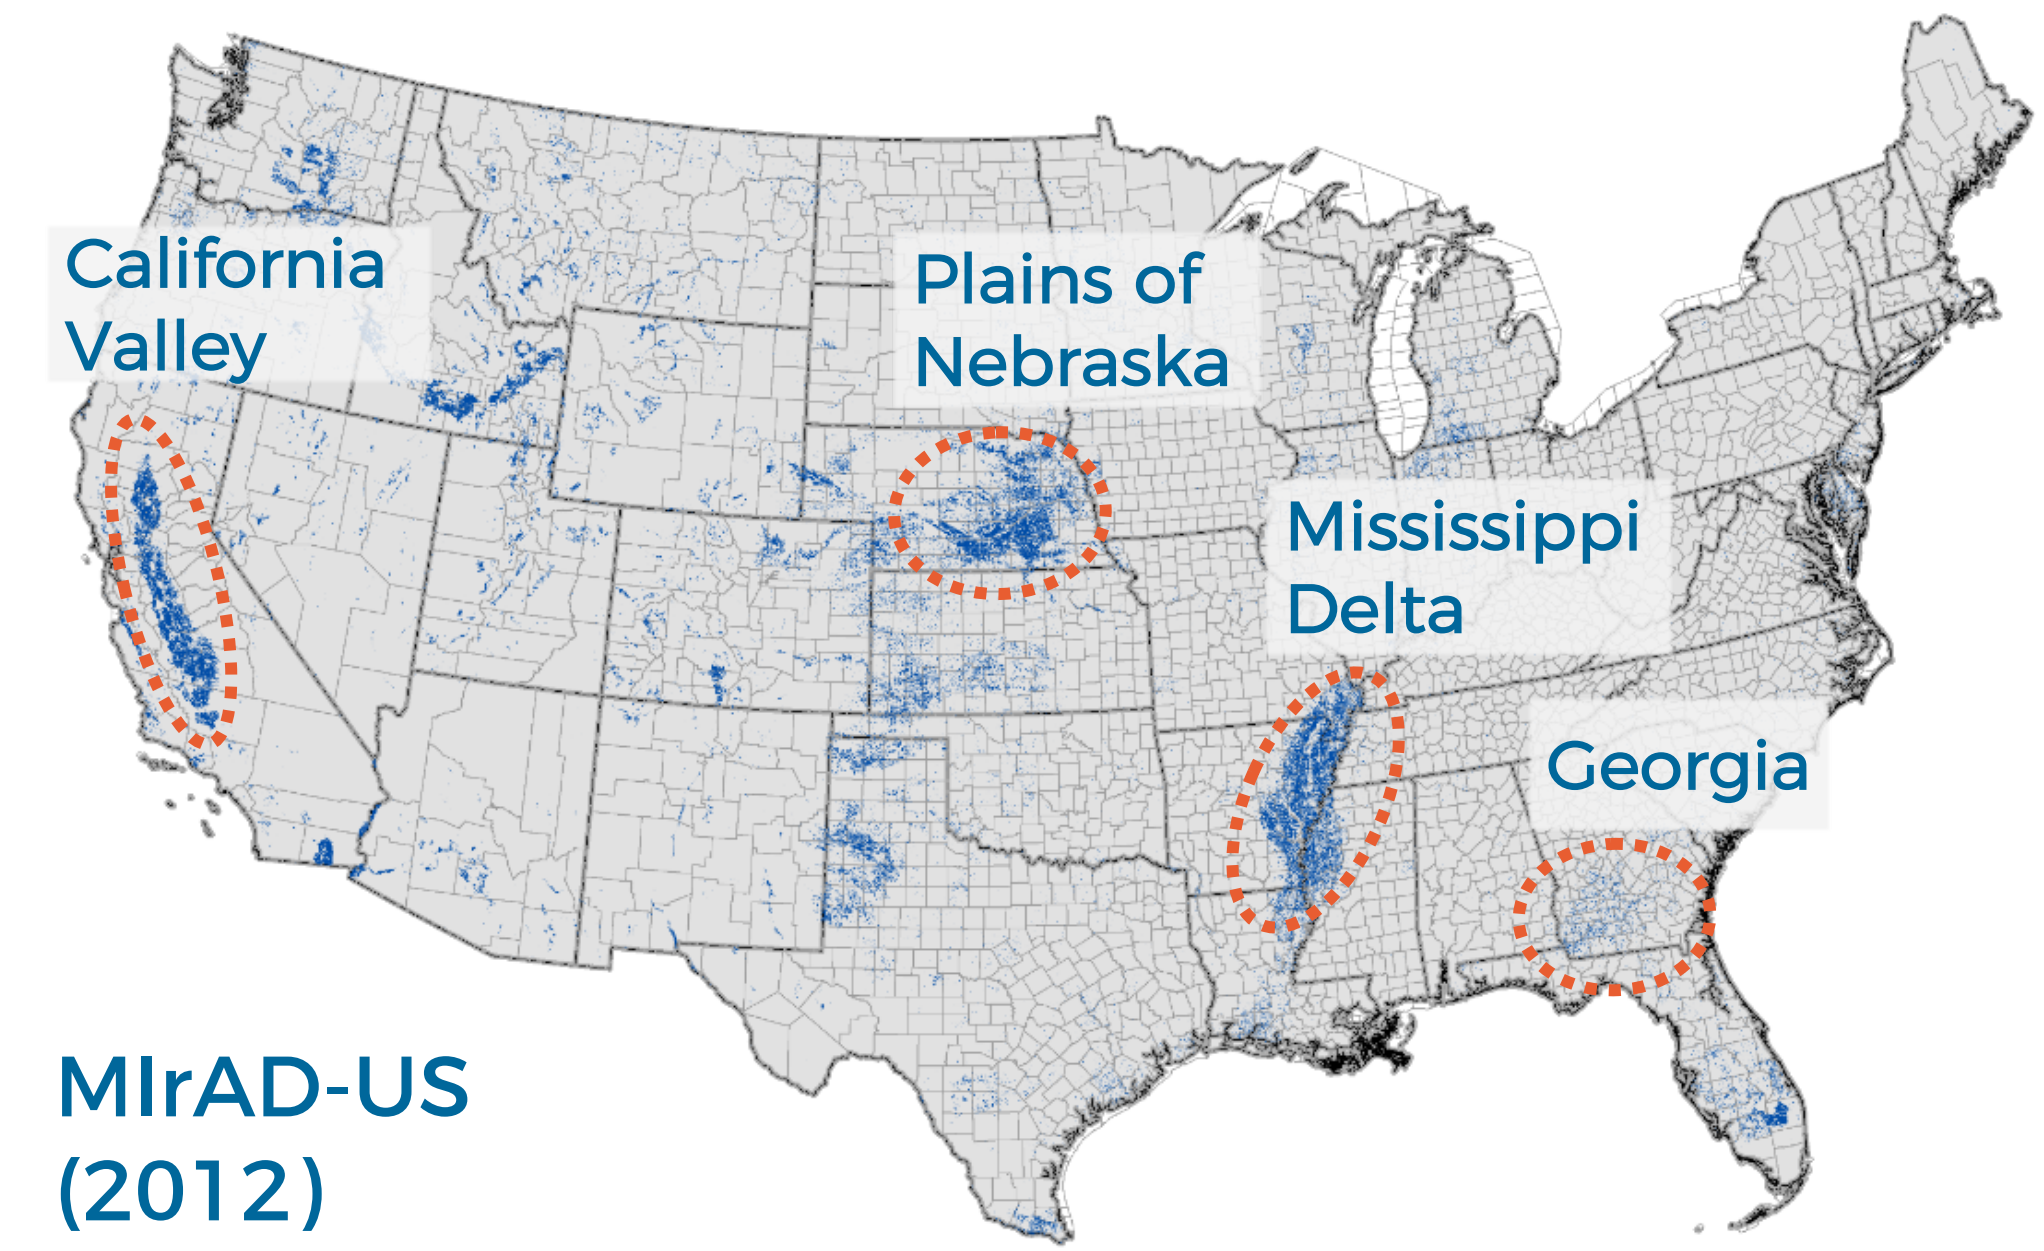 California
Valley
Plains of
Nebraska
Mississippi
Delta
Georgia
MIrAD-US
(2012)